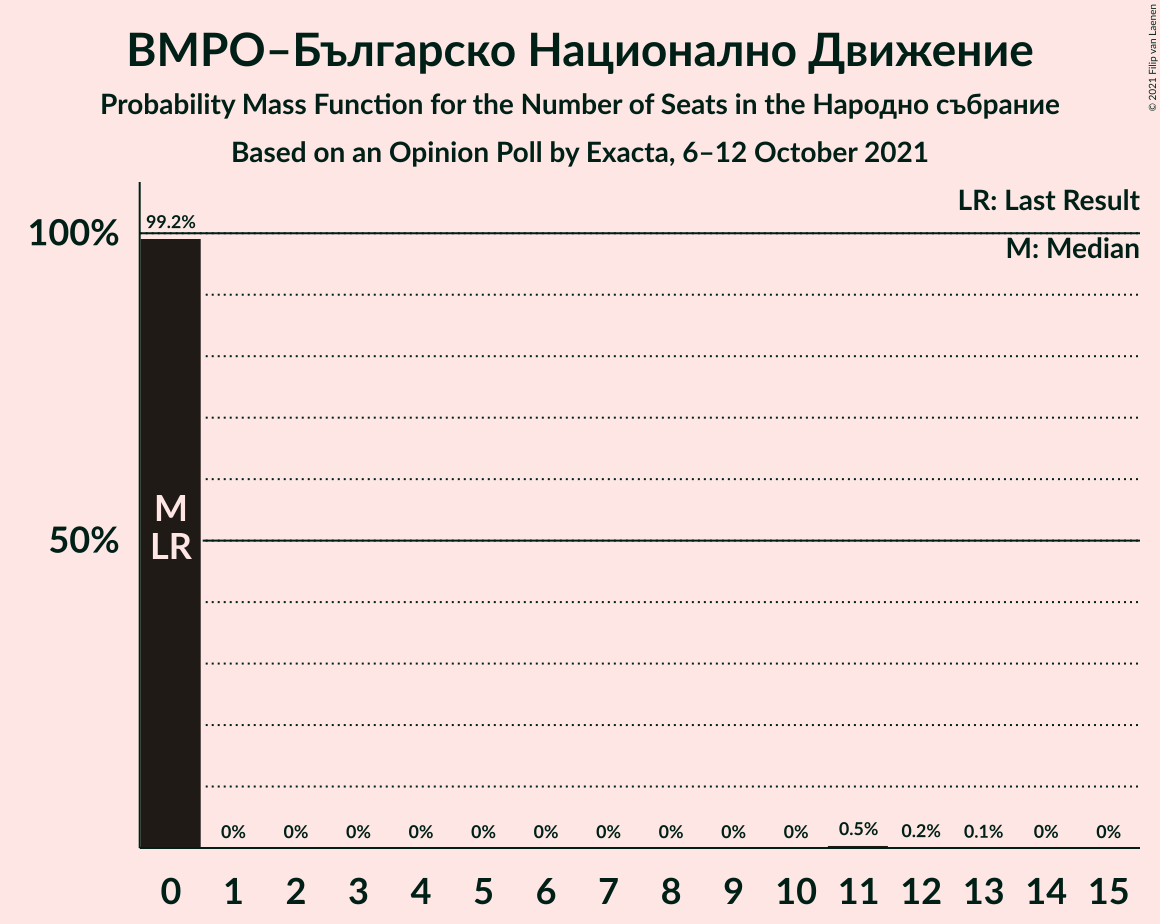 ВМРО–Българско Национално Движение
Probability Mass Function for the Number of Seats in the Народно събрание
Based on an Opinion Poll by Exacta, 6–12 October 2021
© 2021 Filip van Laenen
LR: Last Result
M: Median
100%
50%
99.2%
M
LR
0% 0% 0% 0% 0% 0% 0% 0% 0% 0% 0.5% 0.2% 0.1% 0% 0%
0 1 2 3 4 5 6 7 8 9 10 11 12 13 14 15